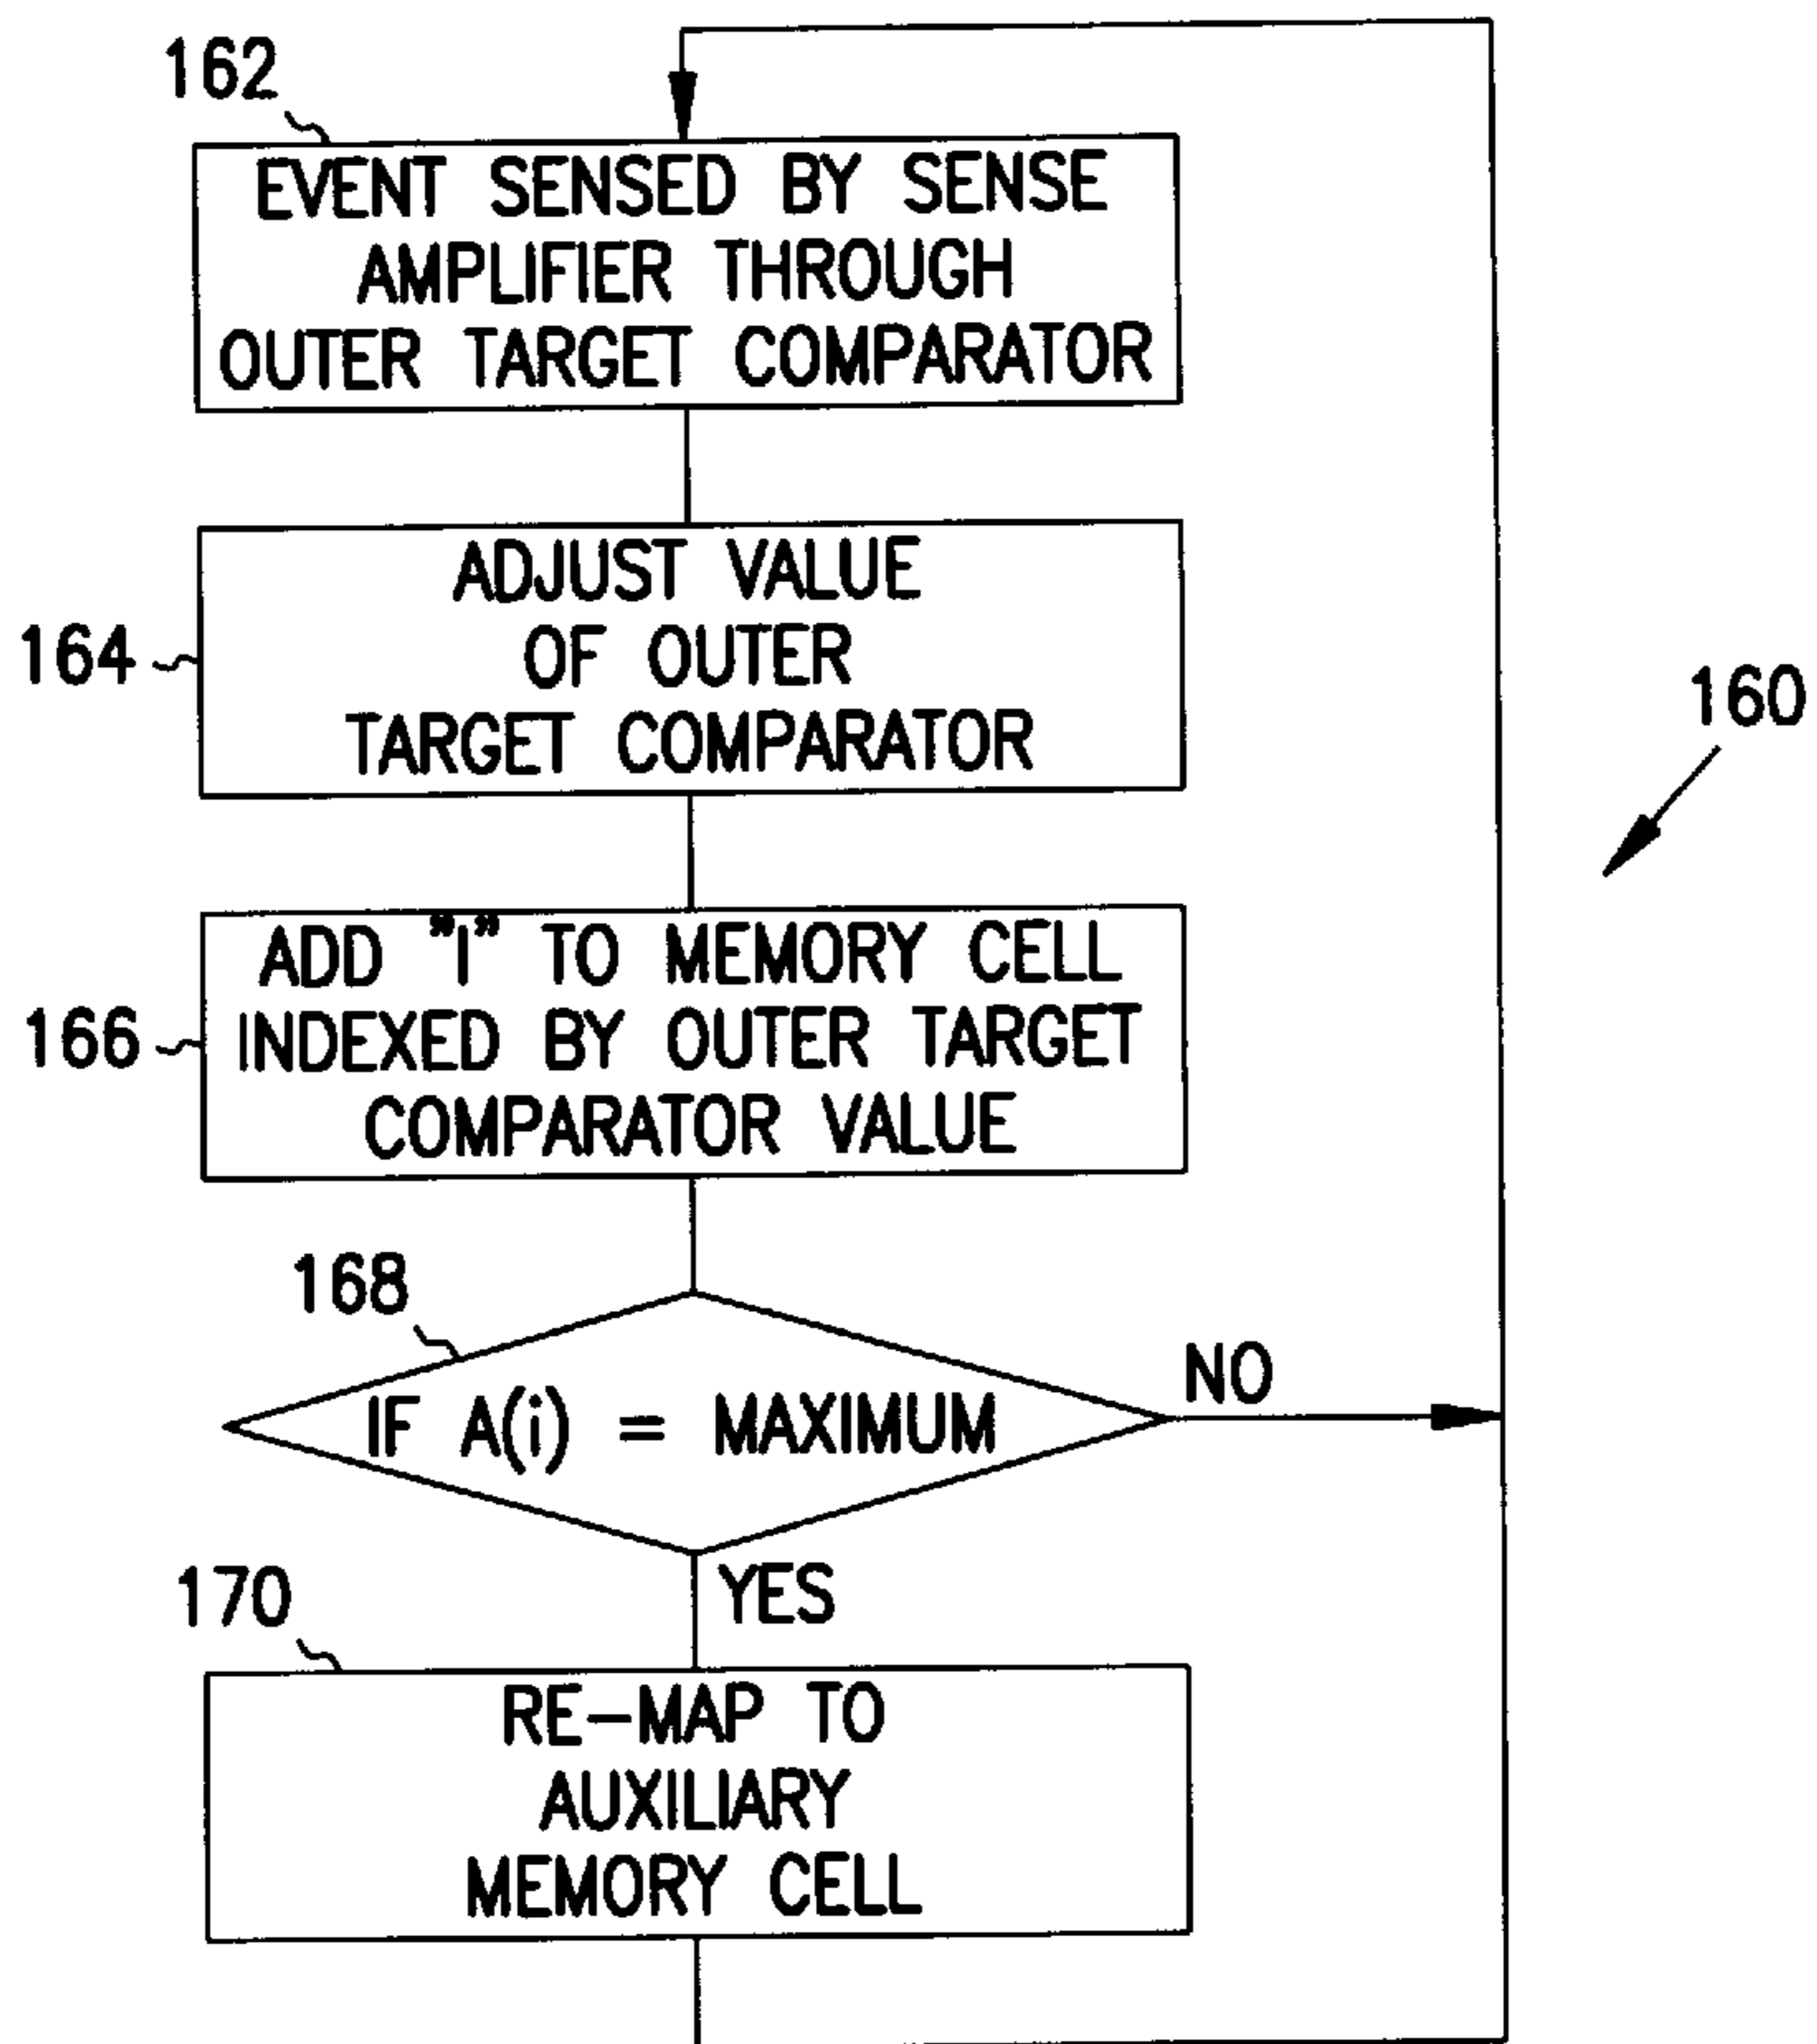 162
EVENT SENSED BY SENSE
AMPLIFIER THROUGH
OUTER TARGET COMPARATOR
164
ADJUST VALUE
OF OUTER
TARGET COMPARATOR
160
166
ADD "I" TO MEMORY CELL
INDEXED BY OUTER TARGET
COMPARATOR VALUE
168
IF A(i) = MAXIMUM
NO
YES
170
RE-MAP TO
AUXILIARY
MEMORY CELL